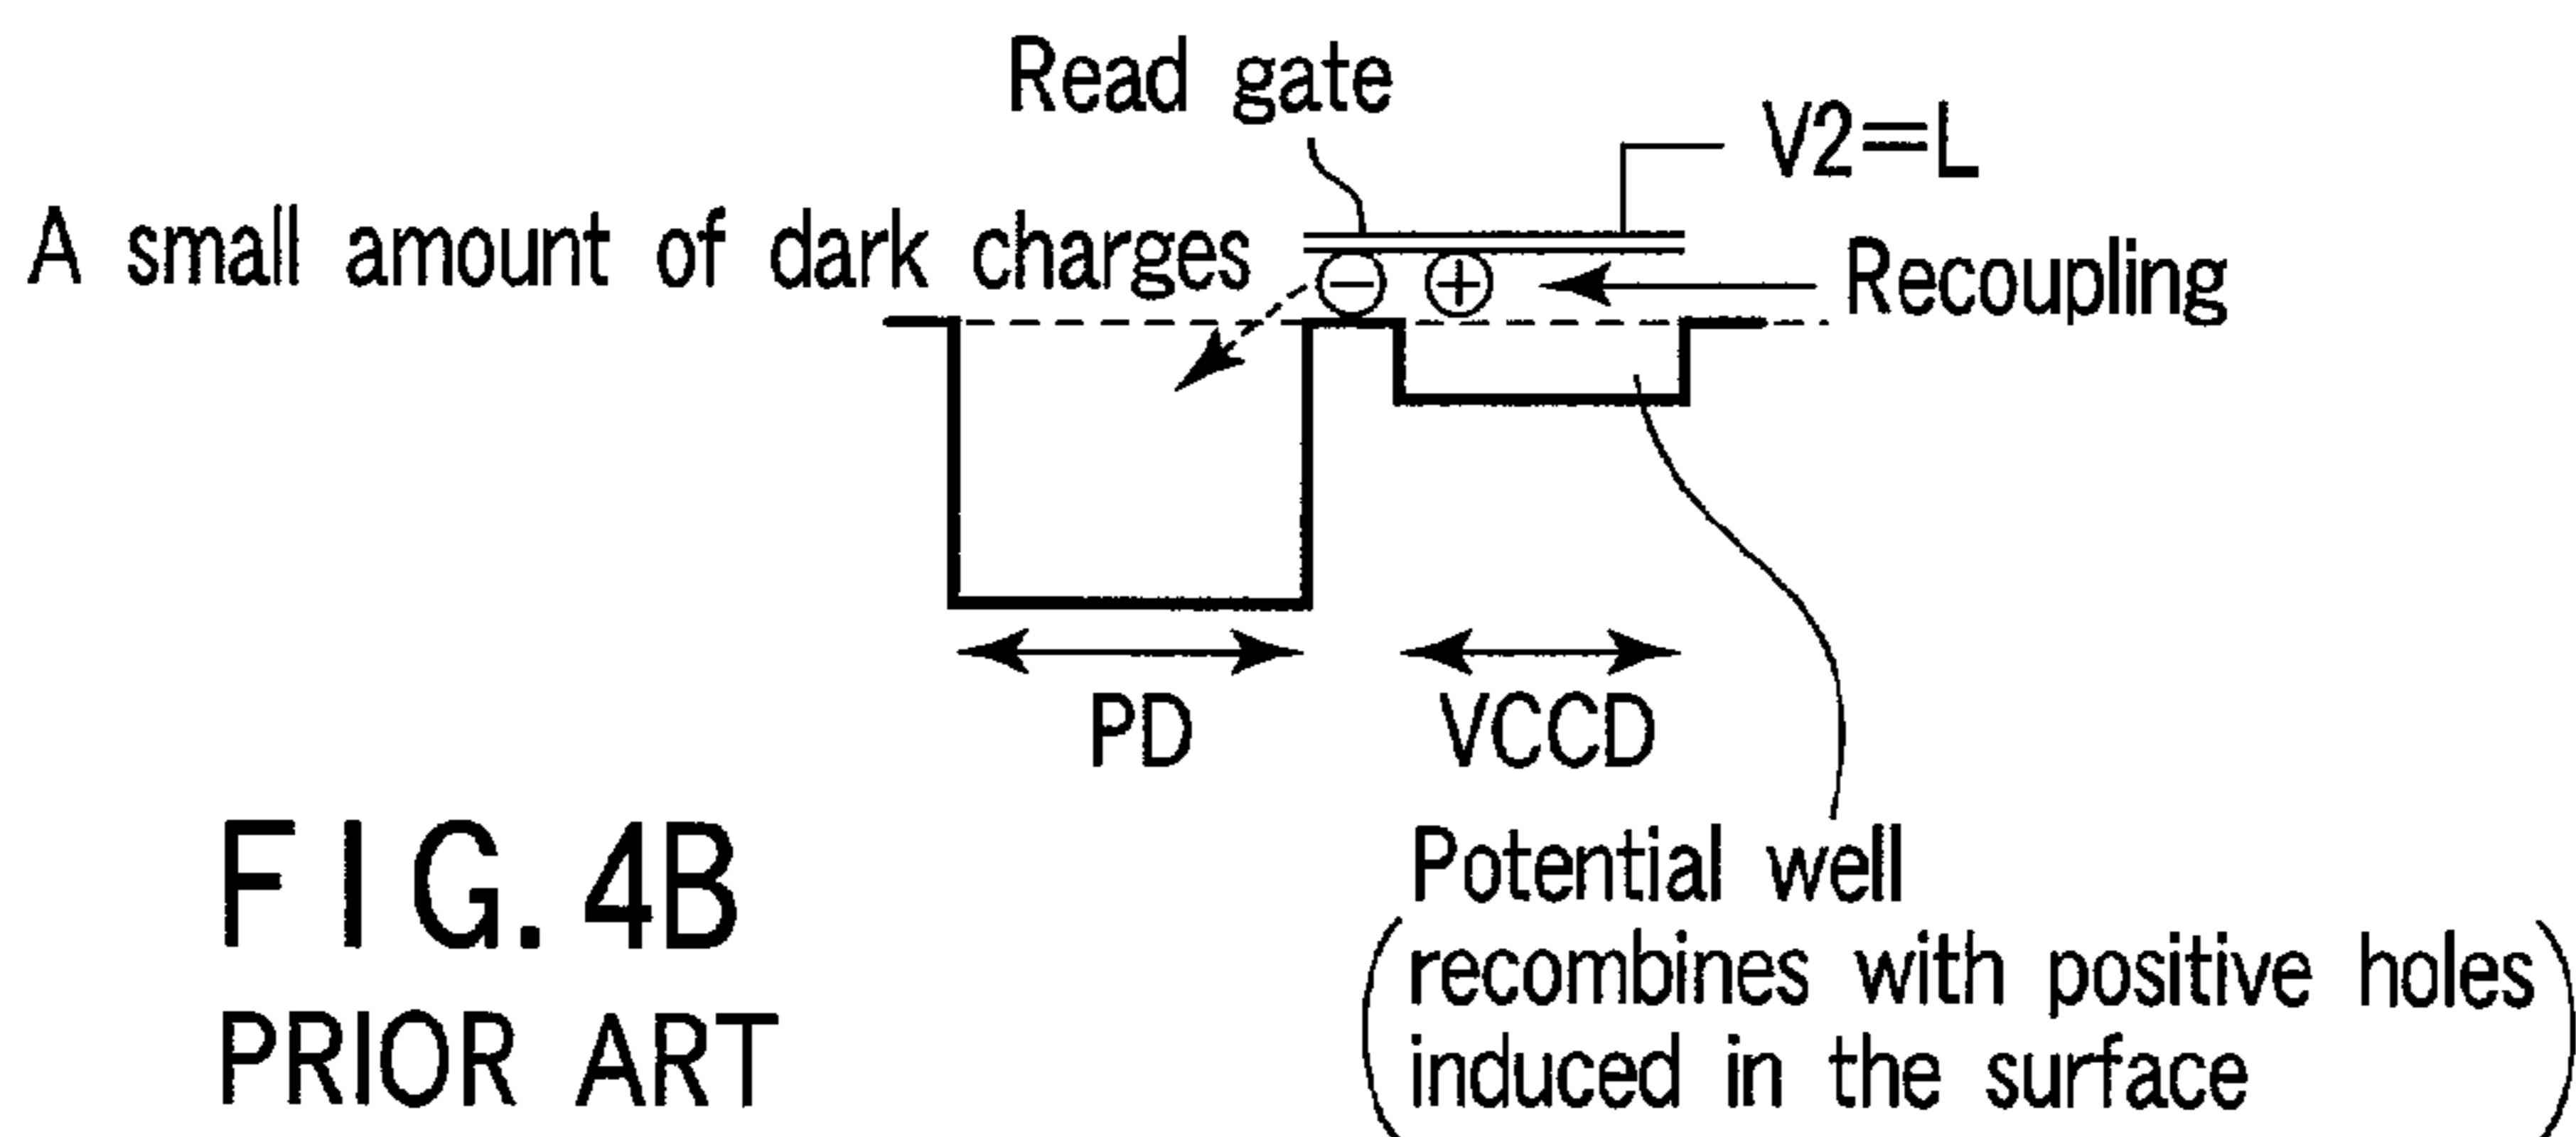 Read gate
V2=L
A small amount of dark charges
Recoupling
PD
VCCD
Potential well
(recombines with positive holes
induced in the surface)
FIG. 4B
PRIOR ART